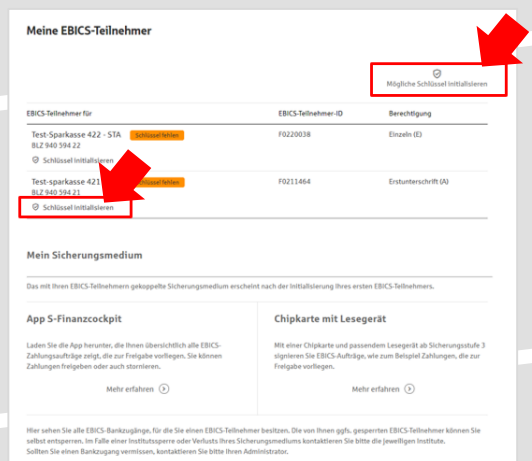 Meine EBICS-Teilnehmer
Mögliche Schlüssel initialisieren
EBICS-Teilnehmer für EBICS-Teilnehmer-ID Berechtigung
Test-Sparkasse 422 - STA Schlüssel fehlen F0220038 Einzeln (E)
BLZ 940 594 22
Schlüssel initialisieren
Test-sparkasse 421 Schlüssel fehlen F0211464 Erstunterschrift (A)
BLZ 940 594 21
Schlüssel initialisieren
Mein Sicherungsmedium
Das mit Ihren EBICS-Teilnehmern gekoppelte Sicherungsmedium erscheint nach der Initialisierung Ihres ersten EBICS-Teilnehmers.
App S-Finanzcockpit
Laden Sie die App herunter, die Ihnen übersichtlich alle EBICS-
Zahlungsaufträge zeigt, die zur Freigabe vorliegen. Sie können
Zahlungen freigeben oder auch stornieren.
Mehr erfahren
Chipkarte mit Lesegerät
Mit einer Chipkarte und passendem Lesegerät ab Sicherungsstufe 3
signieren Sie EBICS-Aufträge, wie zum Beispiel Zahlungen, die zur
Freigabe vorliegen.
Mehr erfahren
Hier sehen Sie alle EBICS-Bankzugänge, für die Sie einen EBICS-Teilnehmer besitzen. Die von Ihnen ggfs. gesperrten EBICS-Teilnehmer können Sie
selbst entsperren. Im Falle einer Institutssperre oder Verlusts Ihres Sicherungsmediums kontaktieren Sie bitte die jeweiligen Institute.
Sollten Sie einen Bankzugang vermissen, kontaktieren Sie bitte Ihren Administrator.